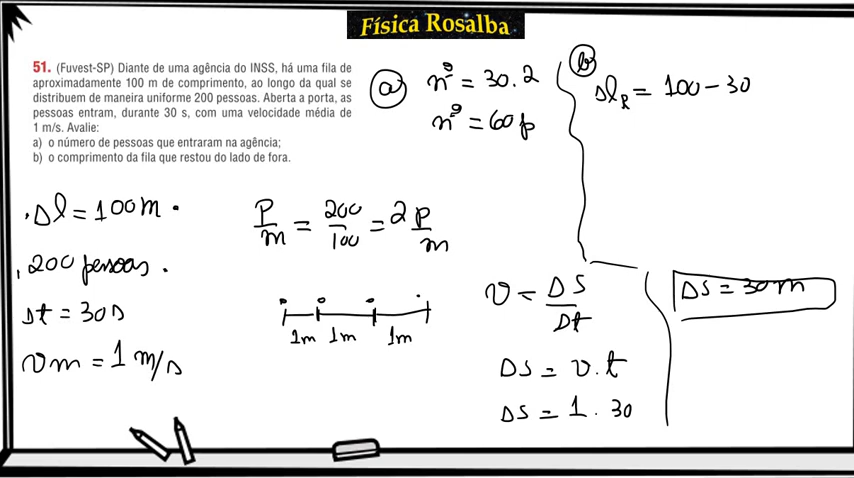 Física Rosalba
51. (Fuvest-SP) Diante de uma agência do INSS, há uma fila de
aproximadamente 100 m de comprimento, ao longo da qual se
distribuem de maneira uniforme 200 pessoas. Aberta a porta, as
pessoas entram, durante 30 s, com uma velocidade média de
1 m/s. Avalie:
a) o número de pessoas que entraram na agência;
b) o comprimento da fila que restou do lado de fora.
Δl = 100m.
200 pessoas.
Δt = 30s
vm = 1 m/s
P/m = 200/100 = 2 P/m
1m 1m 1m
a) nº = 30.2
nº = 60p
b) Δl_R = 100 - 30
v = ΔS/Δt
ΔS = v.t
ΔS = 1.30
ΔS = 30m